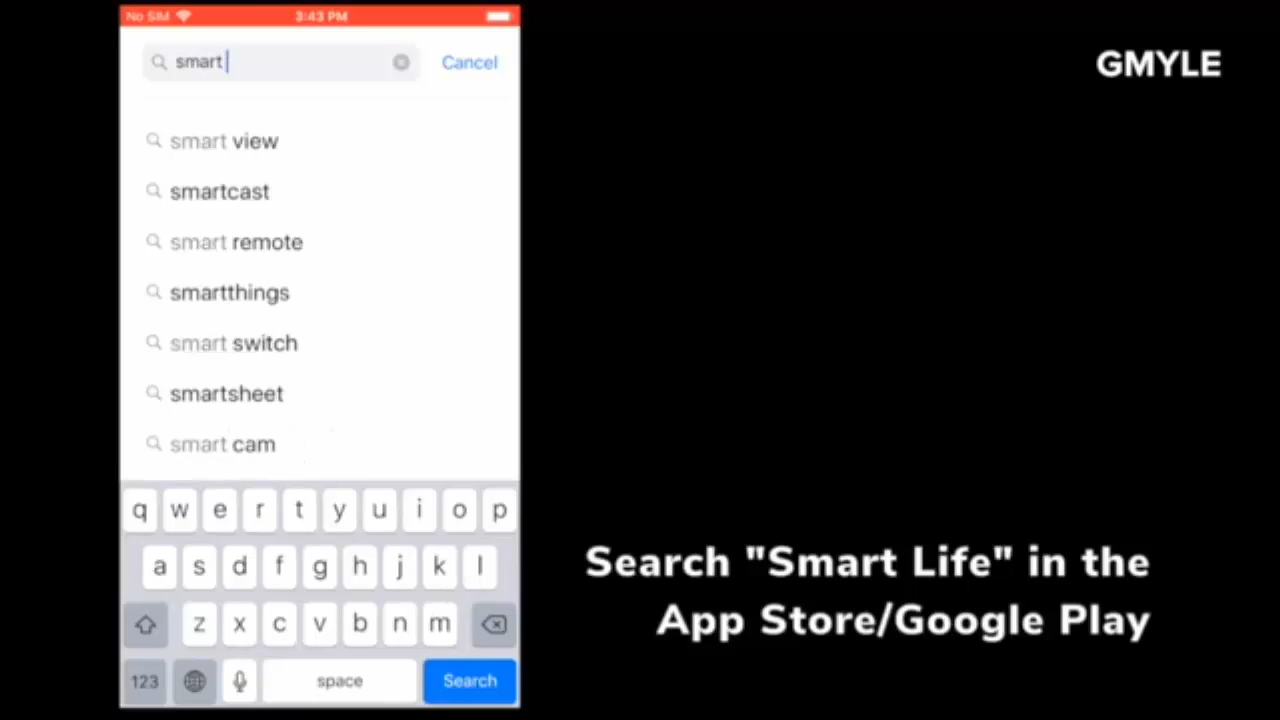 No SIM 3:43 PM
smart
Cancel
GMYLE
smart view
smartcast
smart remote
smartthings
smart switch
smartsheet
smart cam
q w e r t y u i o p
a s d f g h j k l
z x c v b n m
123 space Search
Search "Smart Life" in the
App Store/Google Play